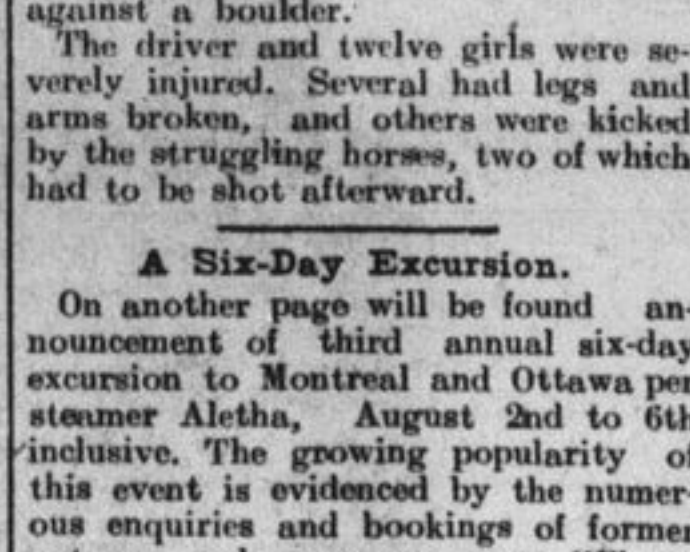 against a boulder.
The driver and twelve girls were se-
verely injured. Several had legs and
arms broken, and others were kicked
by the struggling horses, two of which
had to be shot afterward.
A Six-Day Excursion.
On another page will be found an-
nouncement of third annual six-day
excursion to Montreal and Ottawa per
steamer Aletha, August 2nd to 6th
inclusive. The growing popularity of
this event is evidenced by the numer-
ous enquiries and bookings of former